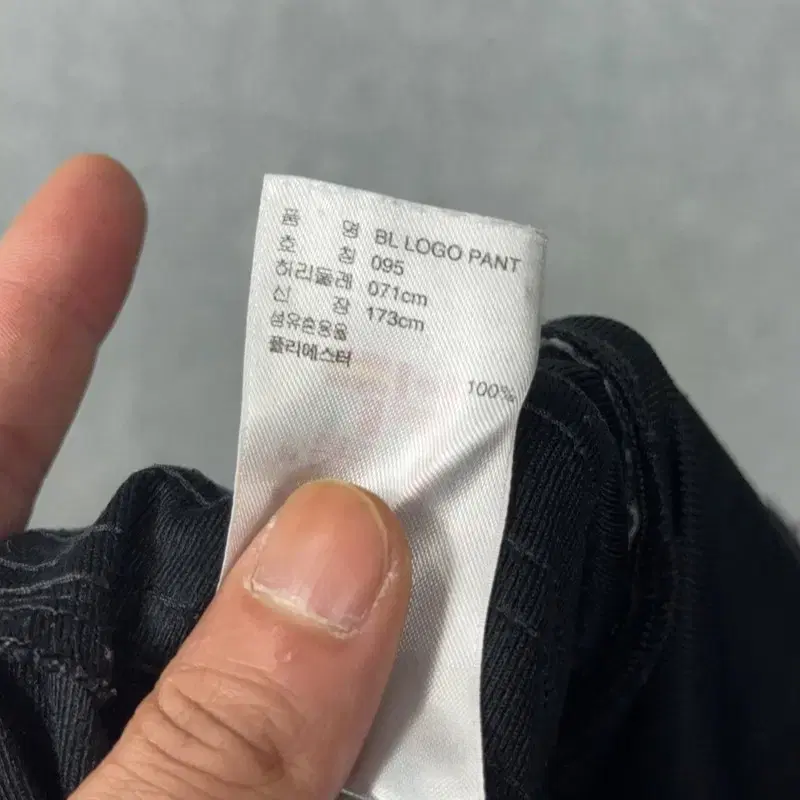 품 명 BL LOGO PANT
호 칭 095
허리둘레 071cm
신 장 173cm
섬유혼용율
폴리에스터 100%